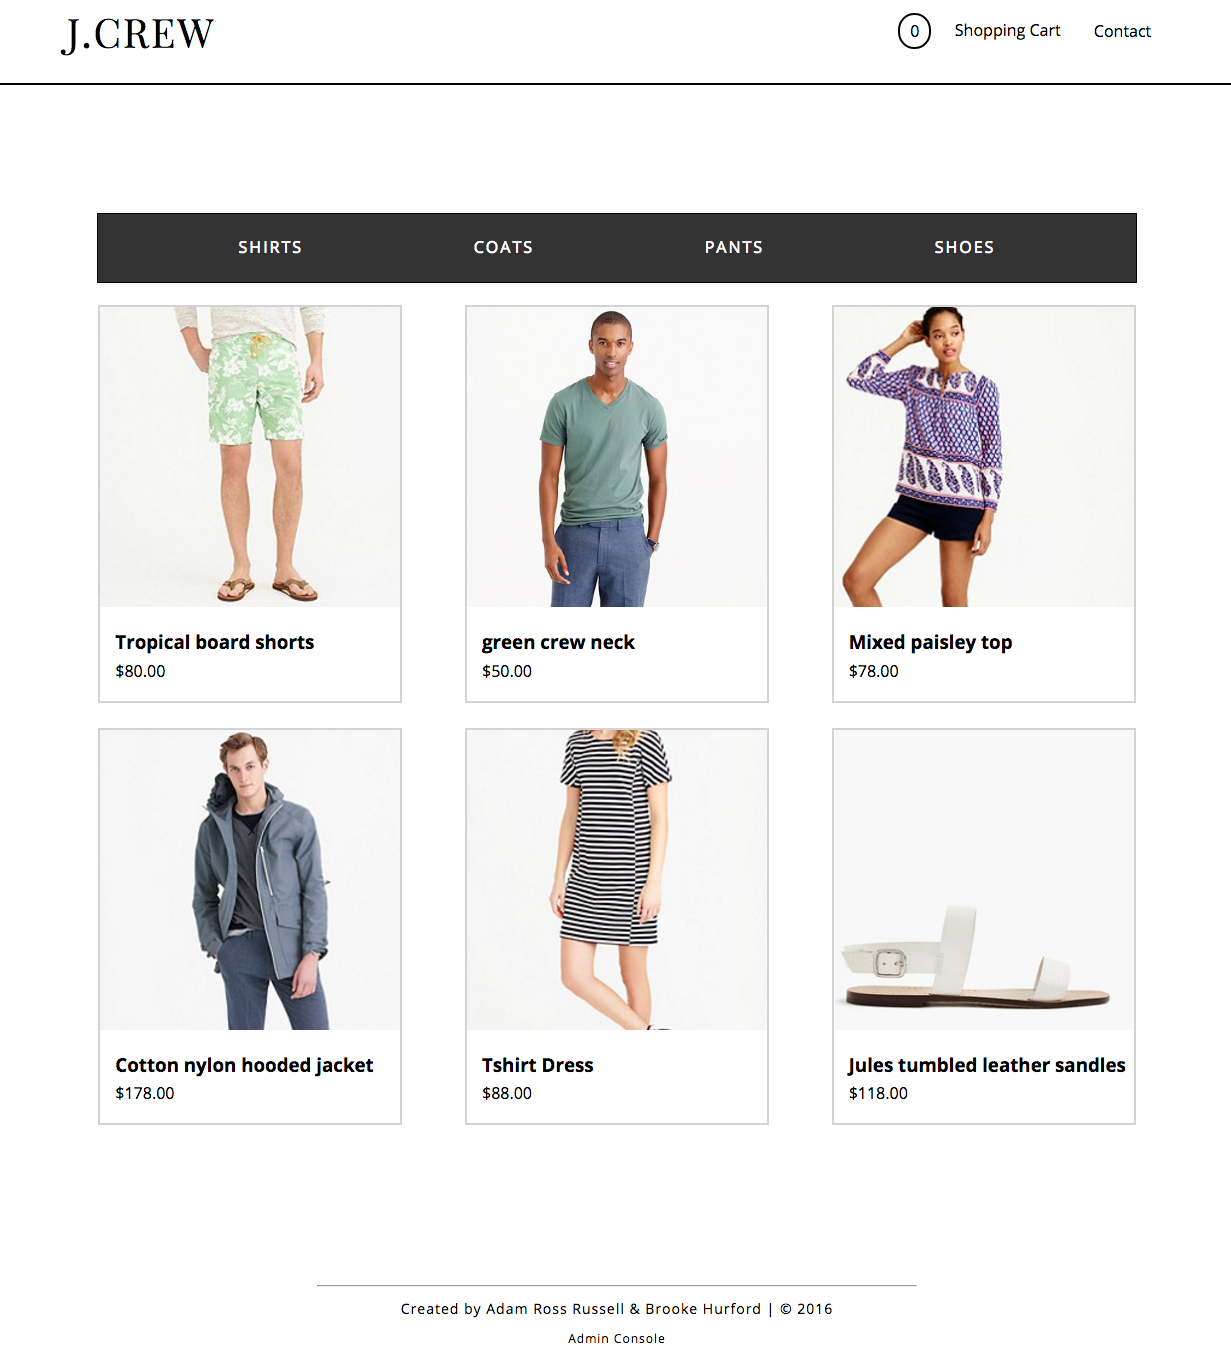 J.CREW
0 Shopping Cart Contact
SHIRTS COATS PANTS SHOES
Tropical board shorts
$80.00
green crew neck
$50.00
Mixed paisley top
$78.00
Cotton nylon hooded jacket
$178.00
Tshirt Dress
$88.00
Jules tumbled leather sandles
$118.00
Created by Adam Ross Russell & Brooke Hurford | © 2016
Admin Console